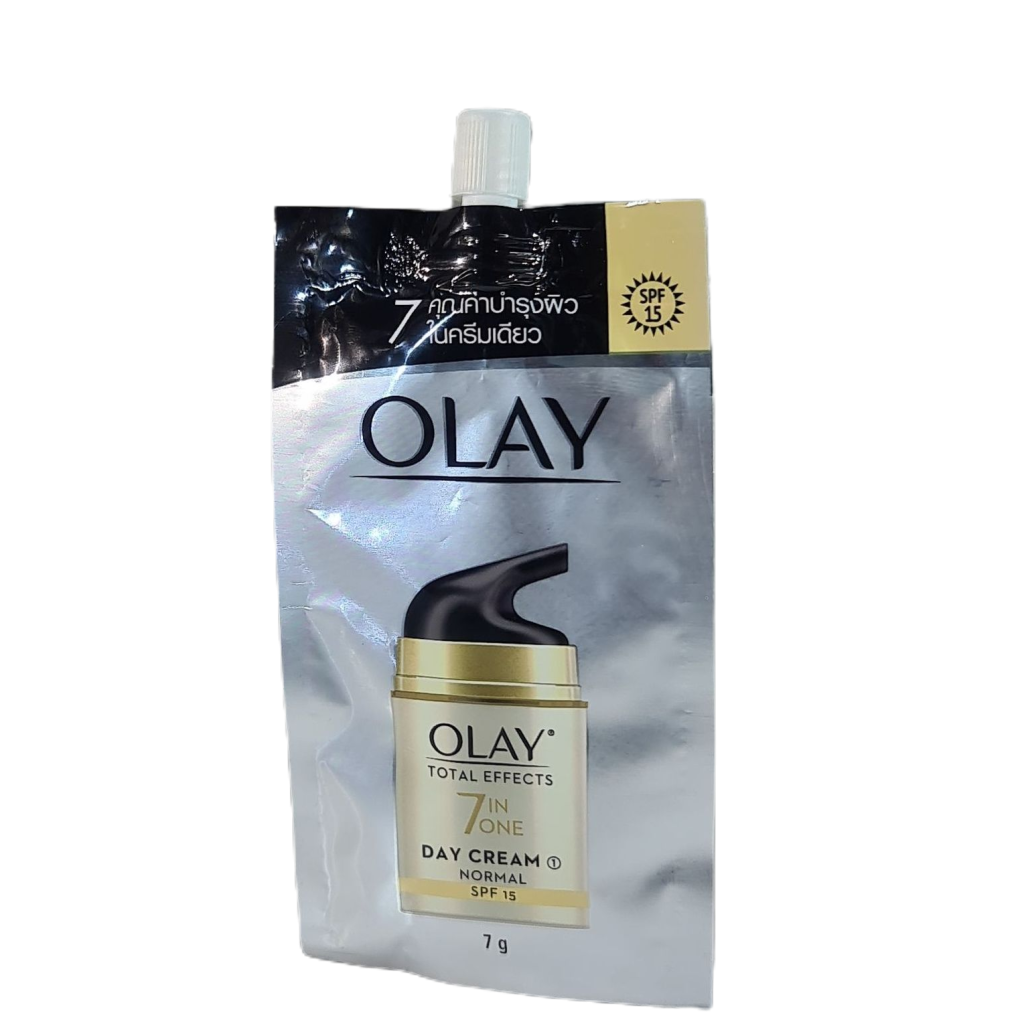 7 คุณค่าบำรุงผิว
ในครีมเดียว
SPF
15
OLAY
OLAY®
TOTAL EFFECTS
7 IN
ONE
DAY CREAM ①
NORMAL
SPF 15
7 g